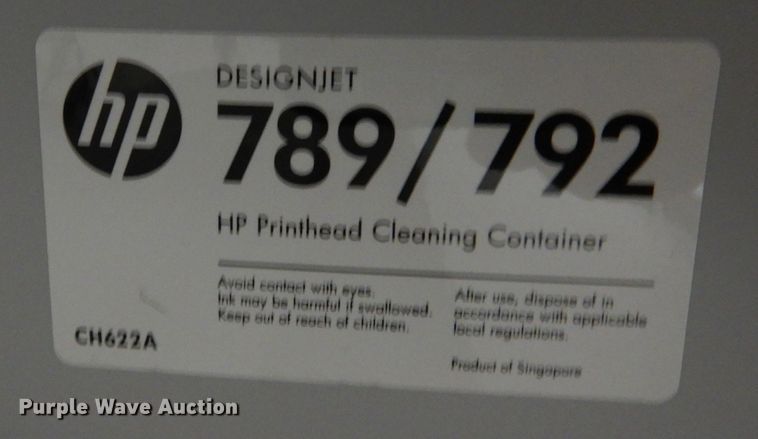 hp
DESIGNJET
789/792
HP Printhead Cleaning Container
Avoid contact with eyes.
Ink may be harmful if swallowed.
Keep out of reach of children.
After use, dispose of in
accordance with applicable
local regulations.
Product of Singapore
CH622A
Purple Wave Auction